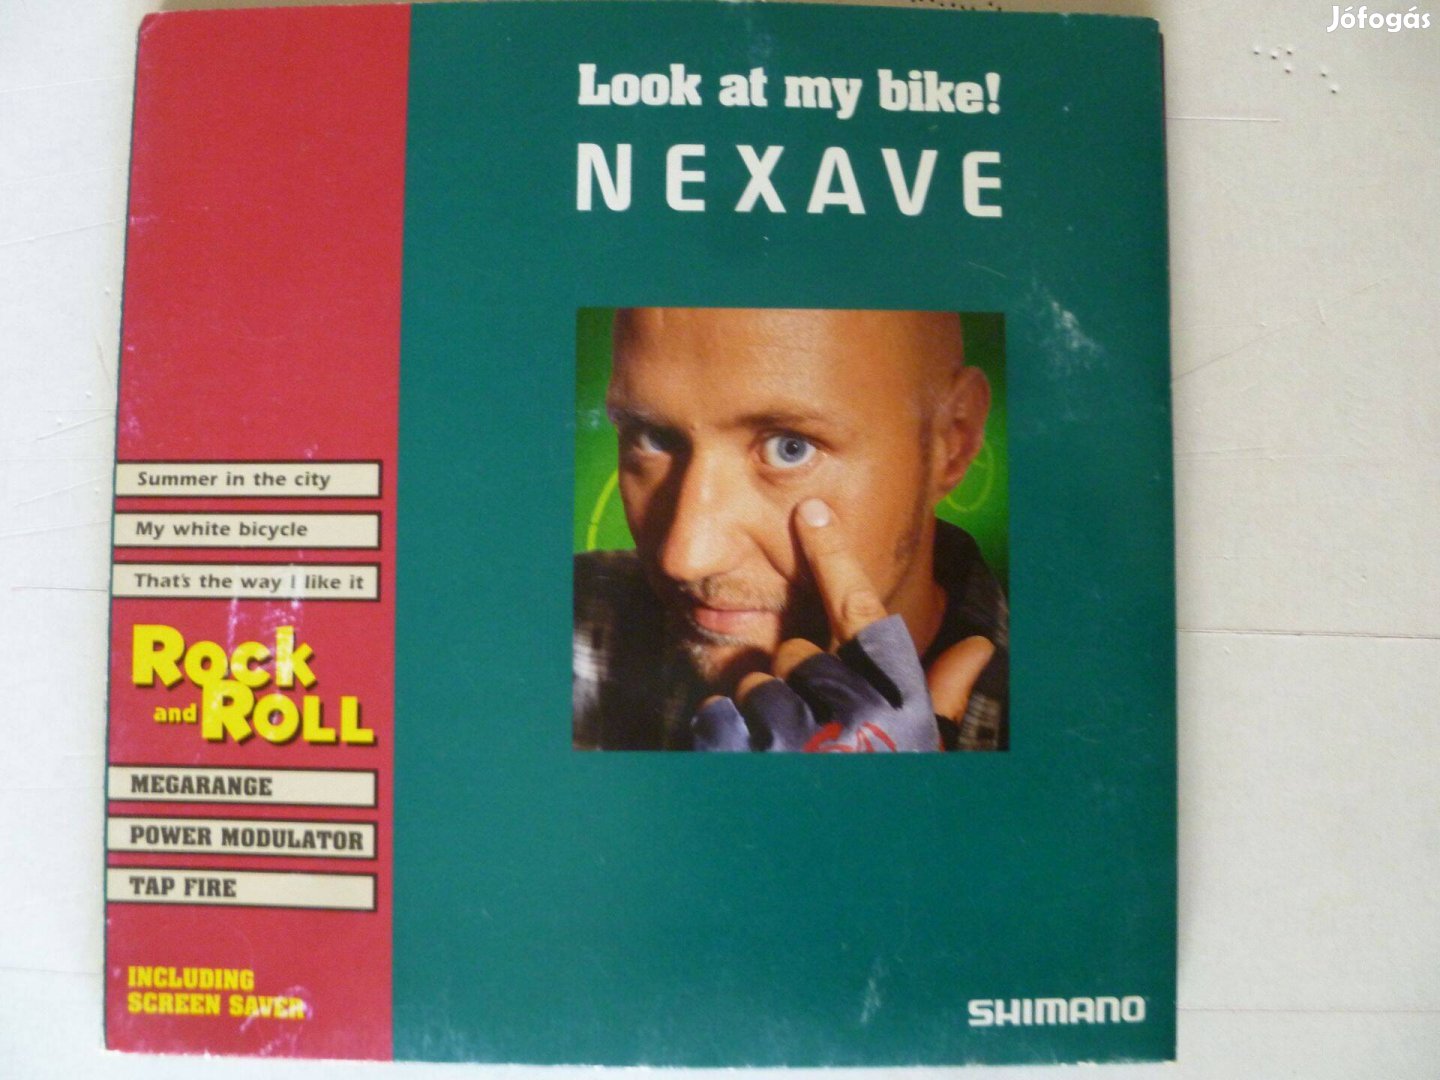 Jófogás
Look at my bike!
NEXAVE
Summer in the city
My white bicycle
That's the way I like it
Rock
and ROLL
MEGARANGE
POWER MODULATOR
TAP FIRE
INCLUDING
SCREEN SAVER
SHIMANO